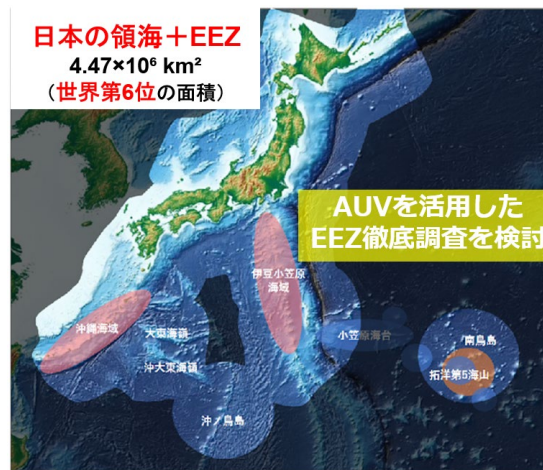 日本の領海＋EEZ
4.47×10⁶ km²
（世界第6位の面積）
AUVを活用した
EEZ徹底調査を検討
伊豆小笠原
海域
沖縄海域
大東海嶺
沖大東海嶺
沖ノ鳥島
小笠原海台
南鳥島
拓洋第5海山